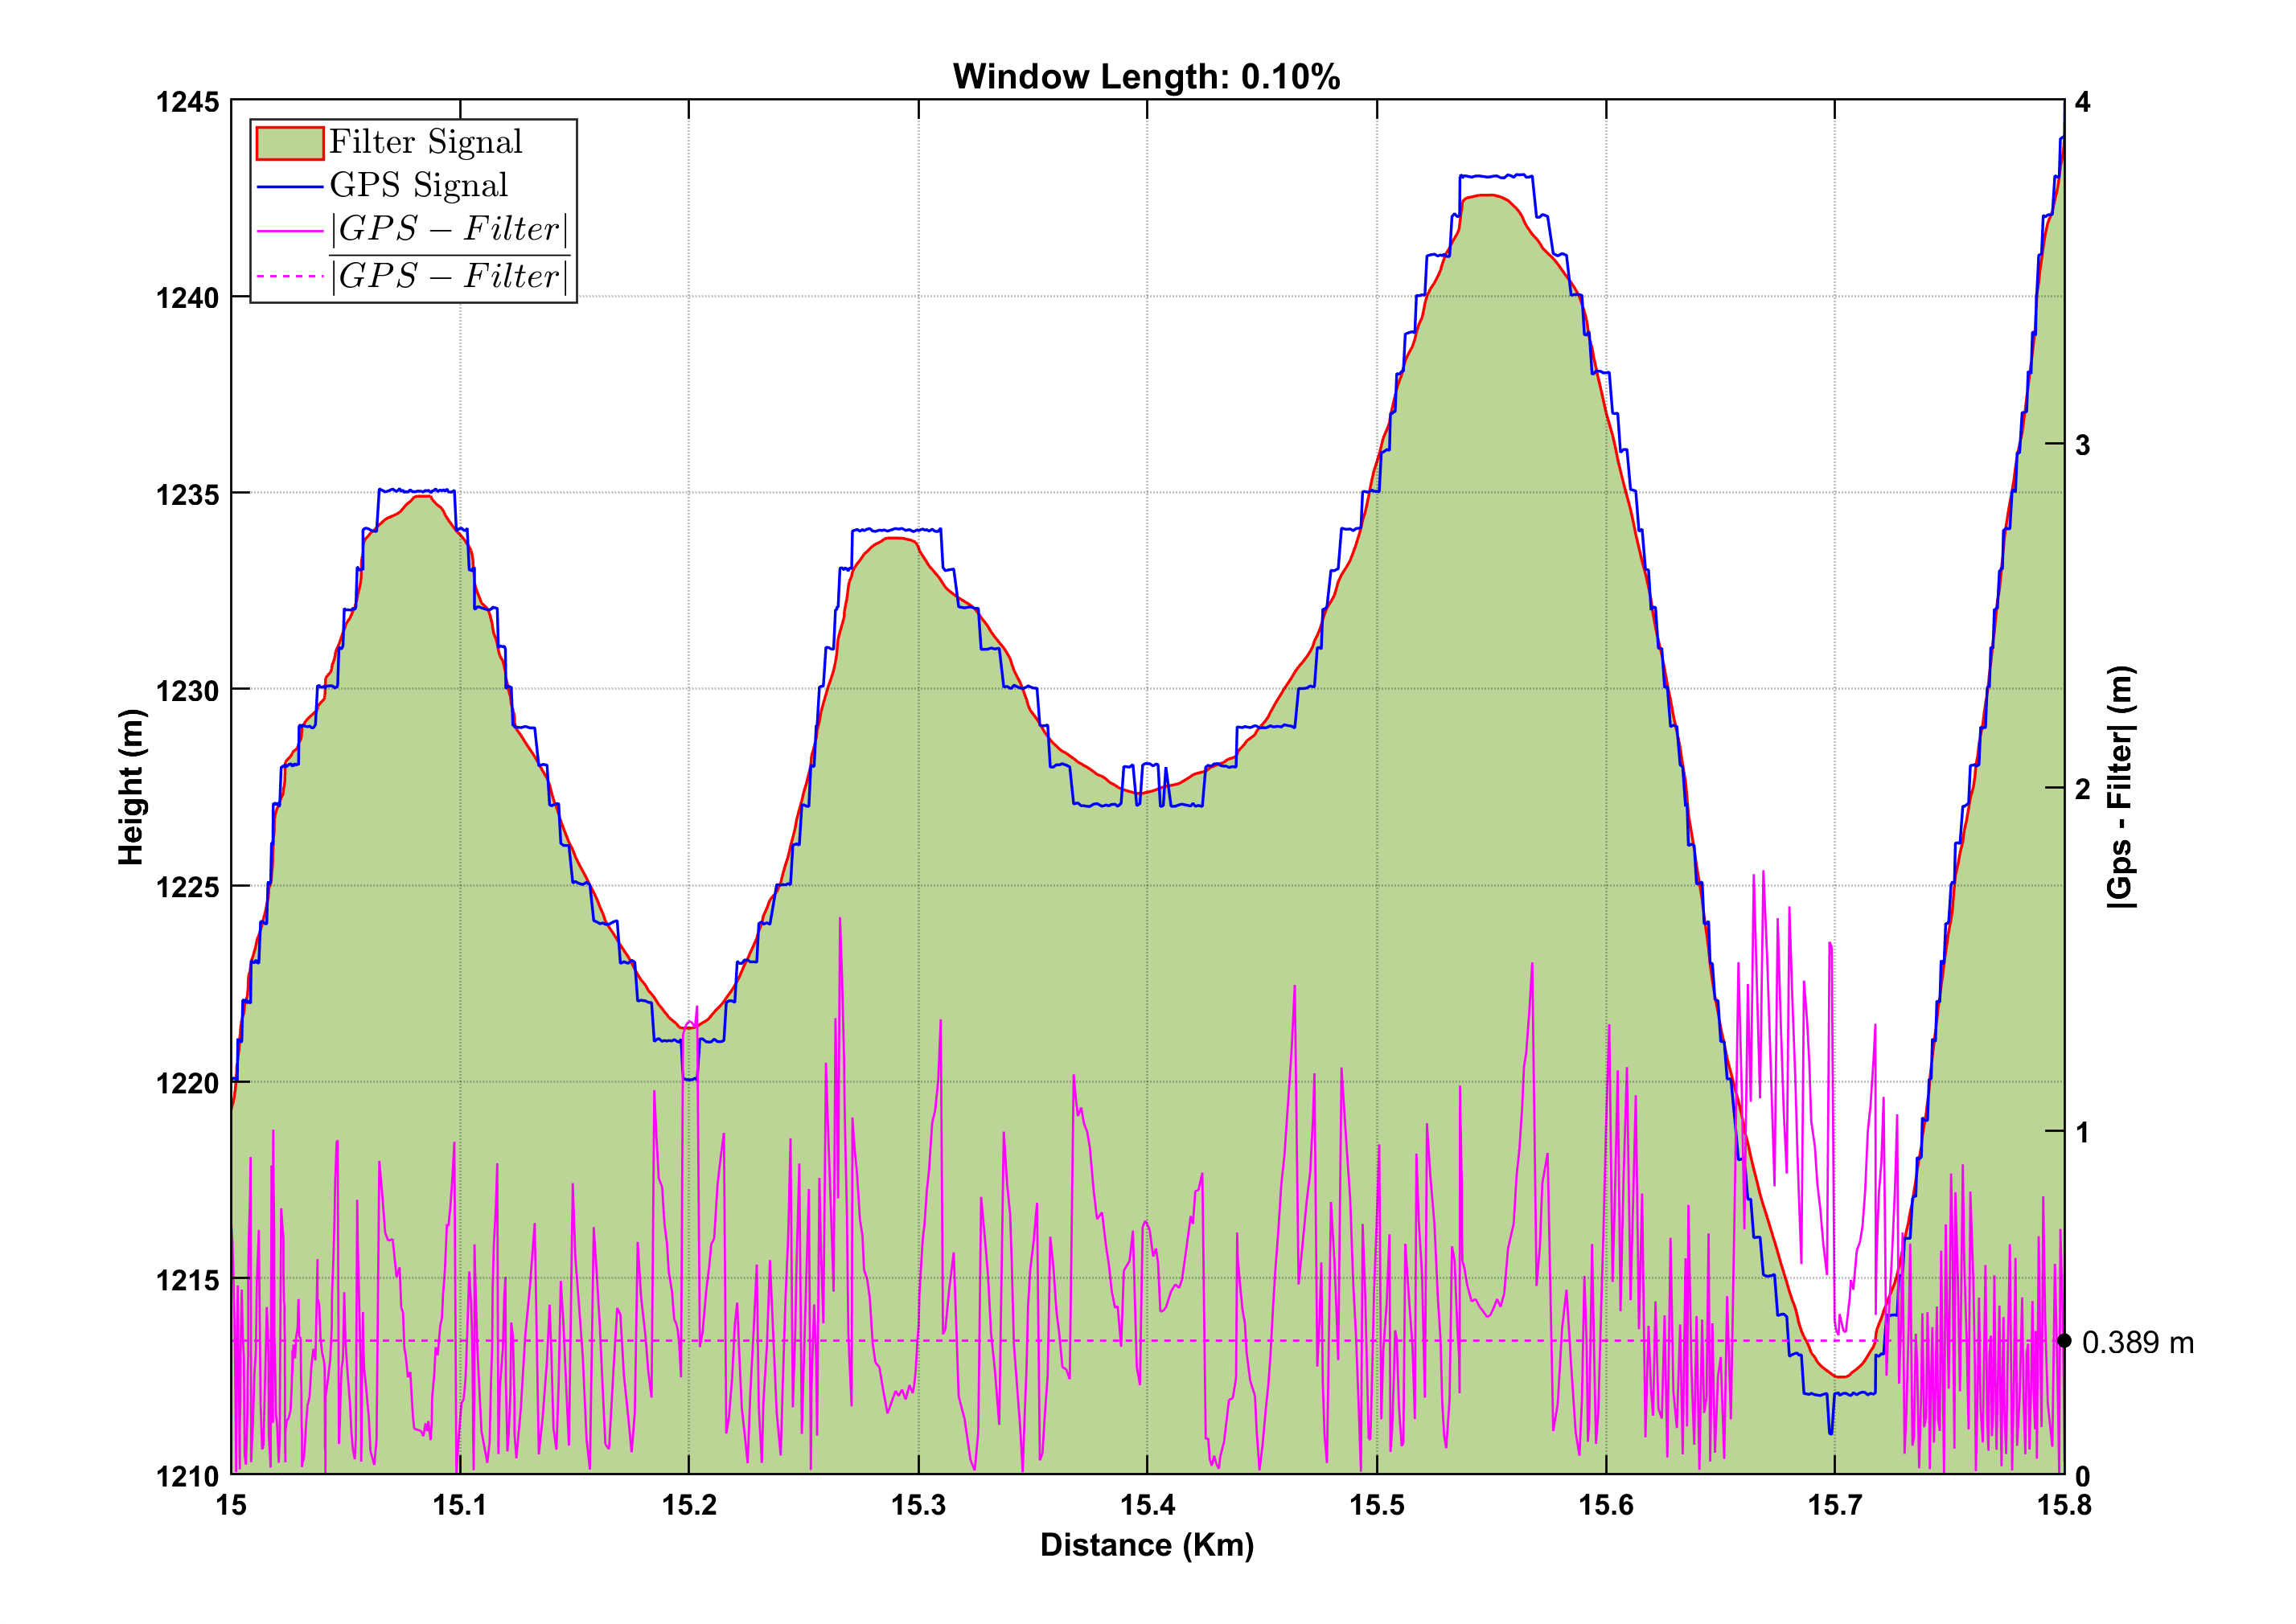 Window Length: 0.10%
Filter Signal
GPS Signal
|GPS − Filter|
|GPS − Filter|
1245
1240
1235
1230
1225
1220
1215
1210
Height (m)
4
3
2
1
0
|Gps - Filter| (m)
0.389 m
15 15.1 15.2 15.3 15.4 15.5 15.6 15.7 15.8
Distance (Km)